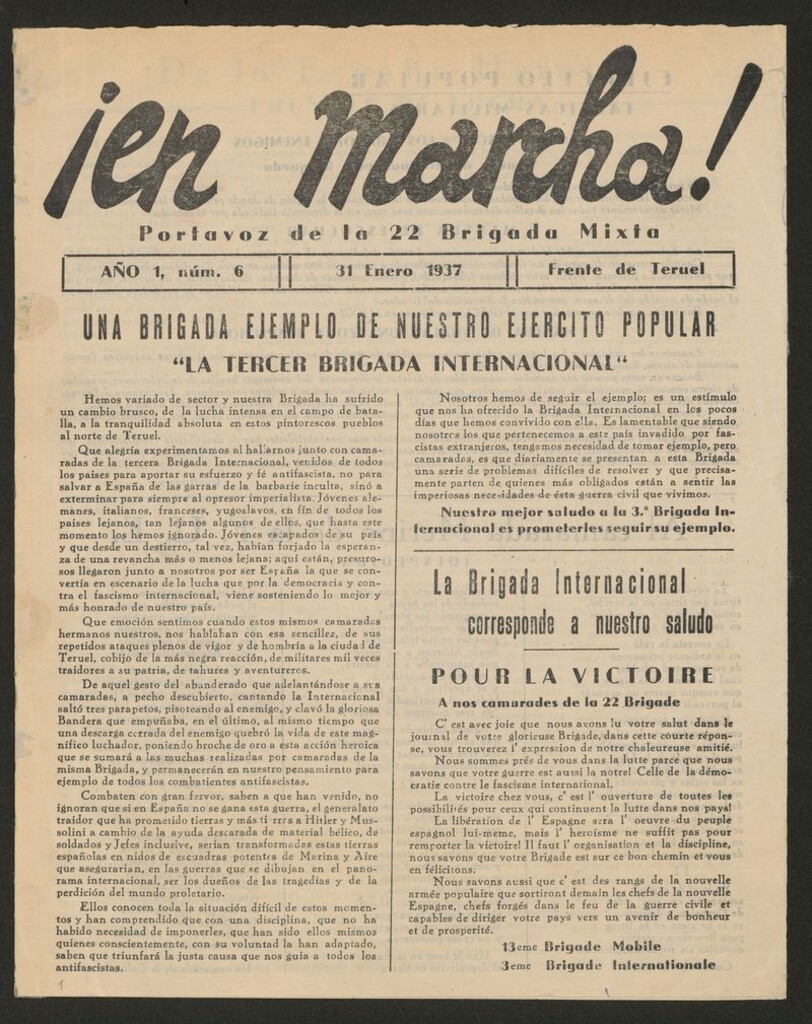 ¡en Marcha!
Portavoz de la 22 Brigada Mixta
AÑO 1, núm. 6
31 Enero 1937
Frente de Teruel
UNA BRIGADA EJEMPLO DE NUESTRO EJERCITO POPULAR
“LA TERCER BRIGADA INTERNACIONAL“
Hemos variado de sector y nuestra Brigada ha sufrido
un cambio brusco, de la lucha intensa en el campo de bata-
lla, a la tranquilidad absoluta en estos pintorescos pueblos
al norte de Teruel.
Que alegría experimentamos al hallarnos junto con cama-
radas de la tercera Brigada Internacional, venidos de todos
los paises para aportar su esfuerzo y fé antifascista, no para
salvar a España de las garras de la barbarie inculta, sinó a
exterminar para siempre al opresor imperialista. Jóvenes ale-
manes, italianos, franceses, yugoslavos, en fin de todos los
paises lejanos, tan lejanos algunos de ellos, que hasta este
momento los hemos ignorado. Jóvenes escapados de su país
y que desde un destierro, tal vez, habían forjado la esperan-
za de una revancha más o menos lejana; aquí están, presuro-
sos llegaron junto a nosotros por ser España la que se con-
vertía en escenario de la lucha que por la democracia y con-
tra el fascismo internacional, viene sosteniendo lo mejor y
más honrado de nuestro país.
Que emoción sentimos cuando estos mismos camaradas
hermanos nuestros, nos hablaban con esa sencillez, de sus
repetidos ataques plenos de vigor y de hombría a la ciudad de
Teruel, cobijo de la más negra reacción, de militares mil veces
traidores a su patria, de tahures y aventureros.
De aquel gesto del abanderado que adelantándose a sus
camaradas, a pecho descubierto, cantando la Internacional
saltó tres parapetos, pisoteando al enemigo, y clavó la gloriosa
Bandera que empuñaba, en el último, al mismo tiempo que
una descarga cerrada del enemigo quebró la vida de este mag-
nífico luchador, poniendo broche de oro a ésta acción heroica
que se sumará a las muchas realizadas por camaradas de la
misma Brigada, y permanecerán en nuestro pensamiento para
ejemplo de todos los combatientes antifascistas.
Combaten con gran fervor, saben a que han venido, no
ignoran que si en España no se gana esta guerra, el generalato
traidor que ha prometido tierras y más tierras a Hitler y Mus-
solini a cambio de la ayuda descarada de material bélico, de
soldados y Jefes inclusive, serían transformadas estas tierras
españolas en nidos de escuadras potentes de Marina y Aire
que asegurarían, en las guerras que se dibujan en el pano-
rama internacional, ser los dueños de las tragedias y de la
perdición del mundo proletario.
Ellos conocen toda la situación difícil de estos momen-
tos y han comprendido que con una disciplina, que no ha
habido necesidad de imponerles, que han sido ellos mismos
quienes conscientemente, con su voluntad la han adaptado,
saben que triunfará la justa causa que nos guia a todos los
antifascistas.
Nosotros hemos de seguir el ejemplo; es un estímulo
que nos ha ofrecido la Brigada Internacional en los pocos
días que hemos convivido con ella. Es lamentable que siendo
nosotros los que pertenecemos a este país invadido por fas-
cistas extranjeros, tengamos necesidad de tomar ejemplo, pero
camaradas, es que diariamente se presentan a esta Brigada
una serie de problemas difíciles de resolver y que precisa-
mente parten de quienes más obligados están a sentir las
imperiosas necesidades de ésta guerra civil que vivimos.
Nuestro mejor saludo a la 3.ª Brigada In-
ternacional es prometerles seguir su ejemplo.
La Brigada Internacional
corresponde a nuestro saludo
POUR LA VICTOIRE
A nos camarades de la 22 Brigade
C' est avec joie que nous avons lu votre salut dans le
journal de votre glorieuse Brigade, dans cette courte répon-
se, vous trouverez l' expression de notre chaleureuse amitié.
Nous sommes prés de vous dans la lutte parce que nous
savons que votre guerre est aussi la notre! Celle de la démo-
cratie contre le fascisme international.
La victoire chez vous, c' est l' ouverture de toutes les
possibilités pour ceux qui continuent la lutte dans nos pays!
La libération de l' Espagne sera l' oeuvre du peuple
espagnol lui-meme, mais l' heroisme ne suffit pas pour
remporter la victoire! Il faut l' organisation et la discipline,
nous savons que votre Brigade est sur ce bon chemin et vous
en félicitons:
Nous savons aussi que c' est des rangs de la nouvelle
armée populaire que sortiront demain les chefs de la nouvelle
Espagne, chefs forgés dans le feu de la guerre civile et
capables de diriger votre pays vers un avenir de bonheur
et de prosperité.
13eme Brigade Mobile
3eme Brigade Internationale
1